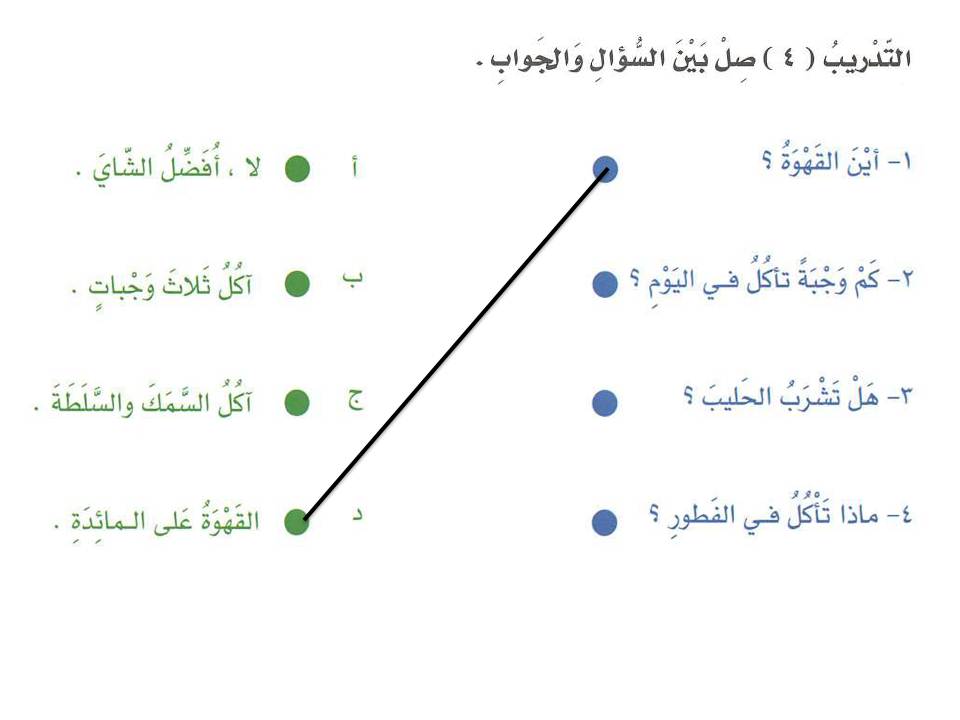 التّدْريبُ ( ٤ ) صِلْ بَيْنَ السُّؤالِ وَالجَوابِ .
١- أيْنَ القَهْوَةُ ؟
أ
لا ، أُفَضِّلُ الشّايَ .
٢- كَمْ وَجْبَةً تأكُلُ في اليَوْمِ ؟
ب
آكُلُ ثَلاثَ وَجْباتٍ .
٣- هَلْ تَشْرَبُ الحَليبَ ؟
ج
آكُلُ السَّمَكَ والسَّلَطَةَ .
٤- ماذا تَأْكُلُ في الفَطورِ ؟
د
القَهْوَةُ عَلى المائِدَةِ .